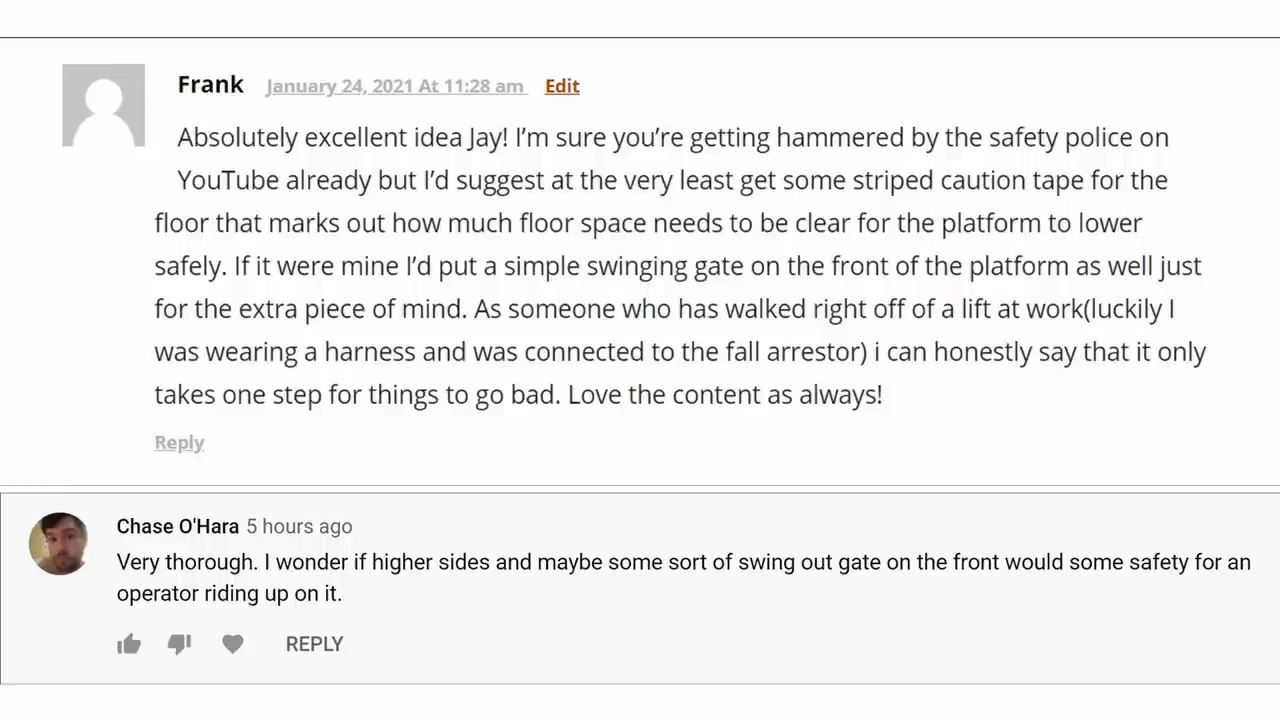 Frank January 24, 2021 At 11:28 am Edit
Absolutely excellent idea Jay! I'm sure you're getting hammered by the safety police on
YouTube already but I'd suggest at the very least get some striped caution tape for the
floor that marks out how much floor space needs to be clear for the platform to lower
safely. If it were mine I'd put a simple swinging gate on the front of the platform as well just
for the extra piece of mind. As someone who has walked right off of a lift at work(luckily I
was wearing a harness and was connected to the fall arrestor) i can honestly say that it only
takes one step for things to go bad. Love the content as always!
Reply
Chase O'Hara 5 hours ago
Very thorough. I wonder if higher sides and maybe some sort of swing out gate on the front would some safety for an
operator riding up on it.
REPLY